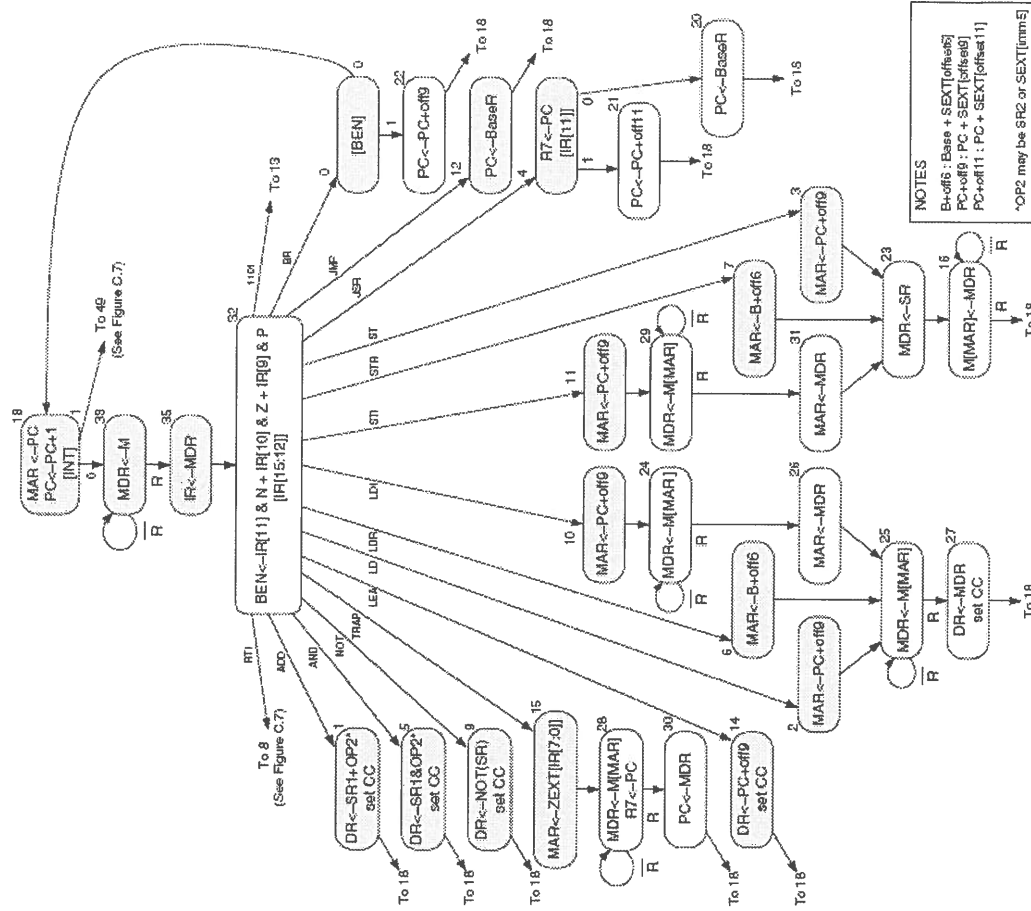 18
MAR <–PC
PC<–PC+1
[INT]
0
1
To 49
(See Figure C.7)
33
MDR<–M
R
R
35
IR<–MDR
32
BEN<–IR[11] & N + IR[10] & Z + IR[9] & P
[IR[15:12]]
RTI
To 8
(See Figure C.7)
ADD
AND
NOT
TRAP
LEA
LD
LDR
LDI
STI
STR
ST
JSR
JMP
BR
1101
To 13
1
DR<–SR1+OP2*
set CC
To 18
5
DR<–SR1&OP2*
set CC
To 18
9
DR<–NOT(SR)
set CC
To 18
15
MAR<–ZEXT[IR[7:0]]
28
MDR<–M[MAR]
R7<–PC
R
R
30
PC<–MDR
To 18
14
DR<–PC+off9
set CC
To 18
2
MAR<–PC+off9
6
MAR<–B+off6
10
MAR<–PC+off9
24
MDR<–M[MAR]
R
R
26
MAR<–MDR
25
MDR<–M[MAR]
R
R
27
DR<–MDR
set CC
To 18
11
MAR<–PC+off9
29
MDR<–M[MAR]
R
R
31
MAR<–MDR
7
MAR<–B+off6
3
MAR<–PC+off9
23
MDR<–SR
16
M[MAR]<–MDR
R
R
To 18
0
[BEN]
0
1
22
PC<–PC+off9
To 18
12
PC<–BaseR
To 18
4
R7<–PC
[IR[11]]
0
1
21
PC<–PC+off11
To 18
20
PC<–BaseR
To 18
NOTES
B+off6 : Base + SEXT[offset6]
PC+off9 : PC + SEXT[offset9]
PC+off11 : PC + SEXT[offset11]
*OP2 may be SR2 or SEXT[imm5]